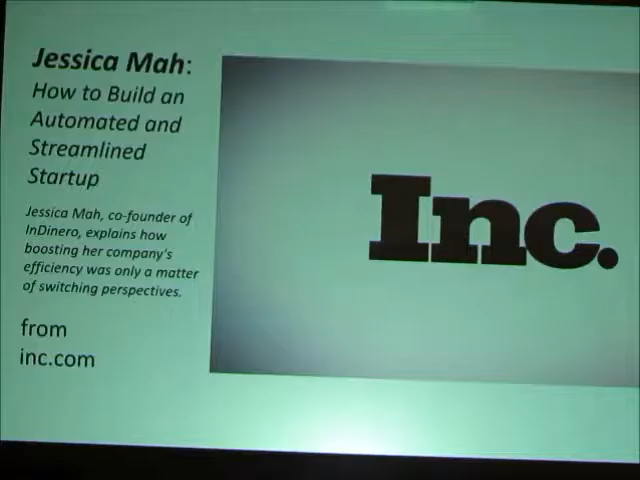 Jessica Mah:
How to Build an
Automated and
Streamlined
Startup
Jessica Mah, co-founder of
InDinero, explains how
boosting her company's
efficiency was only a matter
of switching perspectives.
from
inc.com
Inc.